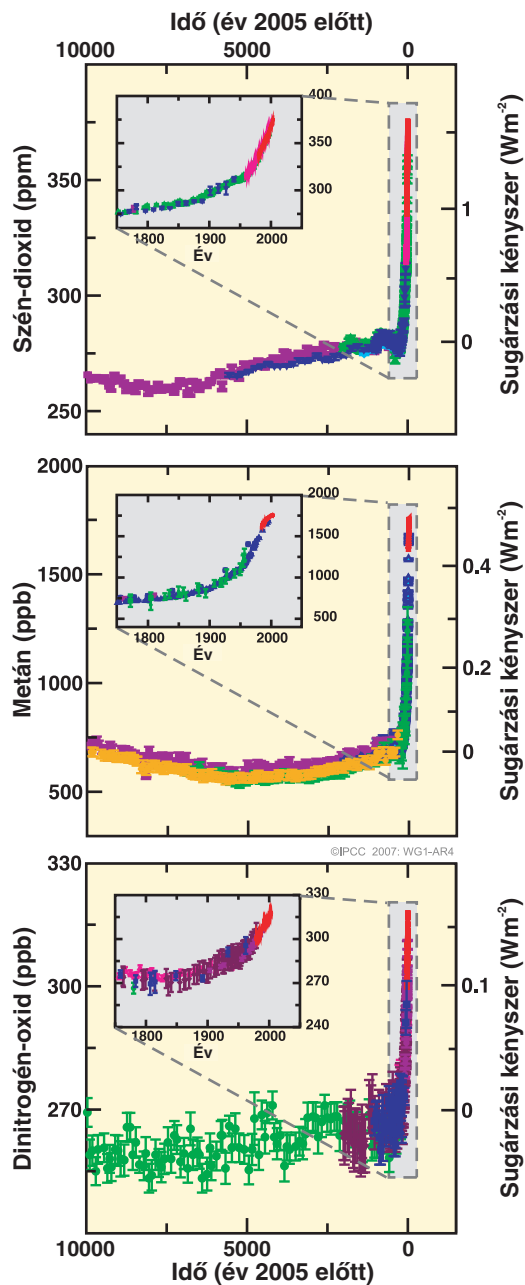 Idő (év 2005 előtt)
10000 5000 0
Szén-dioxid (ppm)
350
300
250
400
350
300
1800 1900 2000
Év
1
0
Sugárzási kényszer (Wm-2)
Metán (ppb)
2000
1500
1000
500
2000
1500
1000
500
1800 1900 2000
Év
0.4
0.2
0
Sugárzási kényszer (Wm-2)
©IPCC 2007: WG1-AR4
Dinitrogén-oxid (ppb)
330
300
270
330
300
270
240
1800 1900 2000
Év
0.1
0
Sugárzási kényszer (Wm-2)
10000 5000 0
Idő (év 2005 előtt)